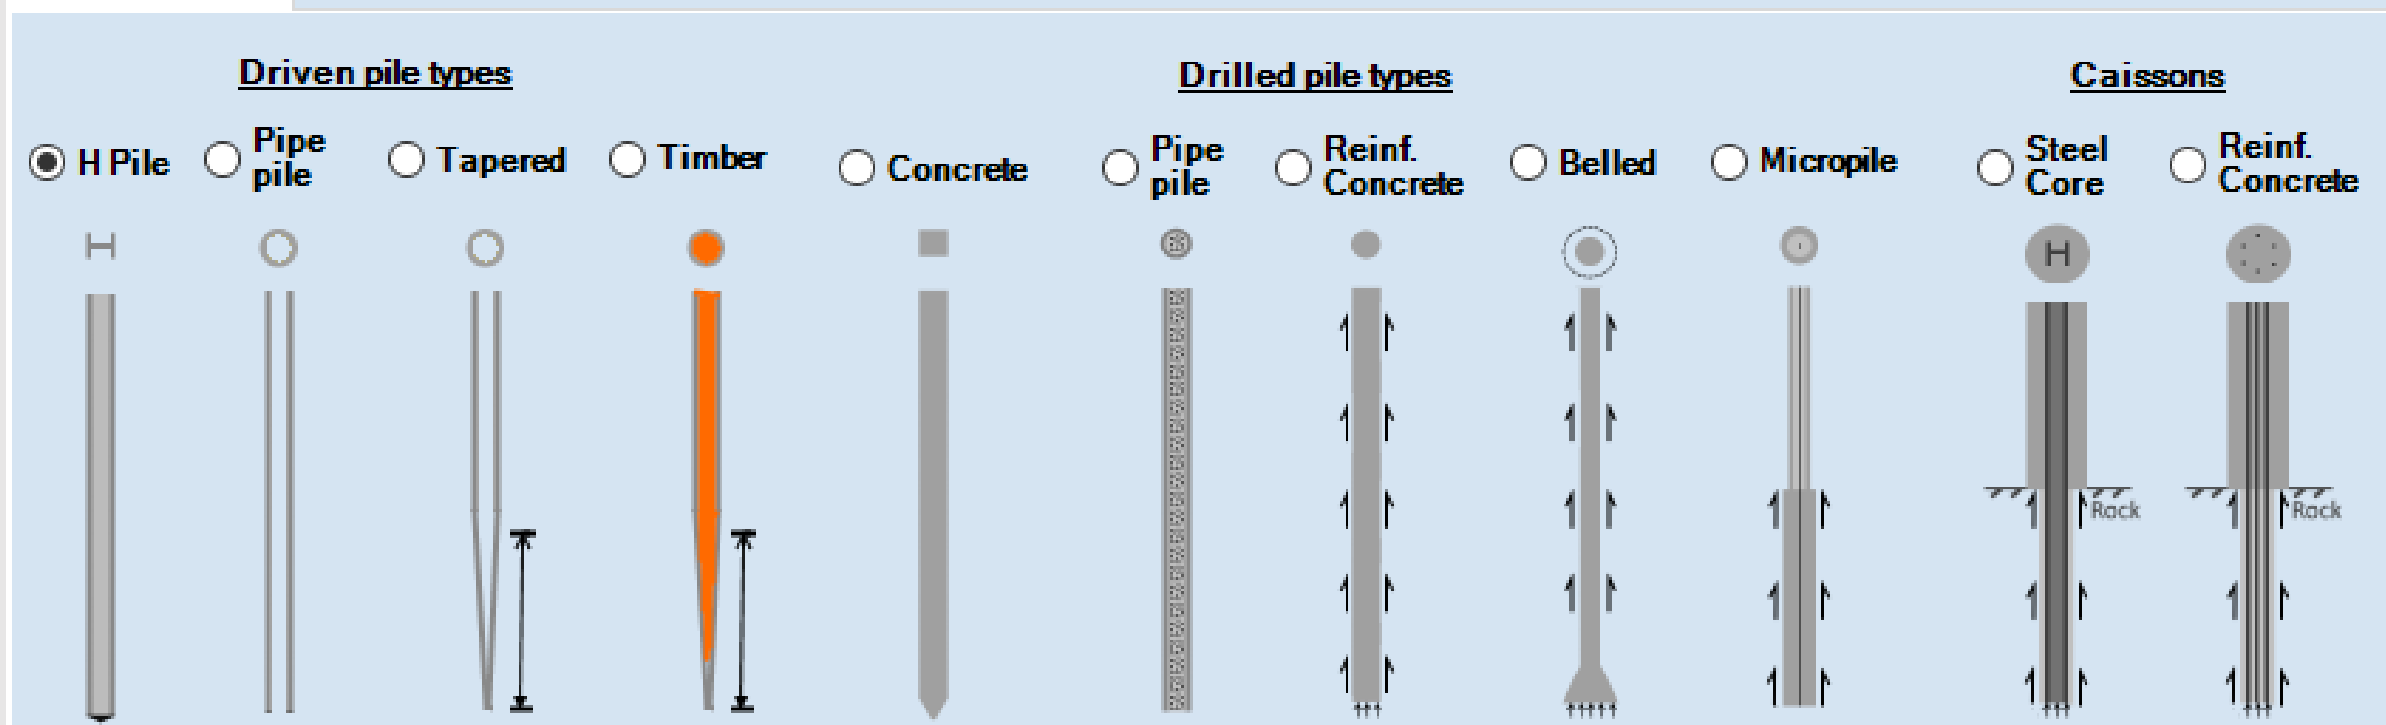 Driven pile types
Drilled pile types
Caissons
H Pile
Pipe
pile
Tapered
Timber
Concrete
Pipe
pile
Reinf.
Concrete
Belled
Micropile
Steel
Core
Reinf.
Concrete
H
Rock
Rock